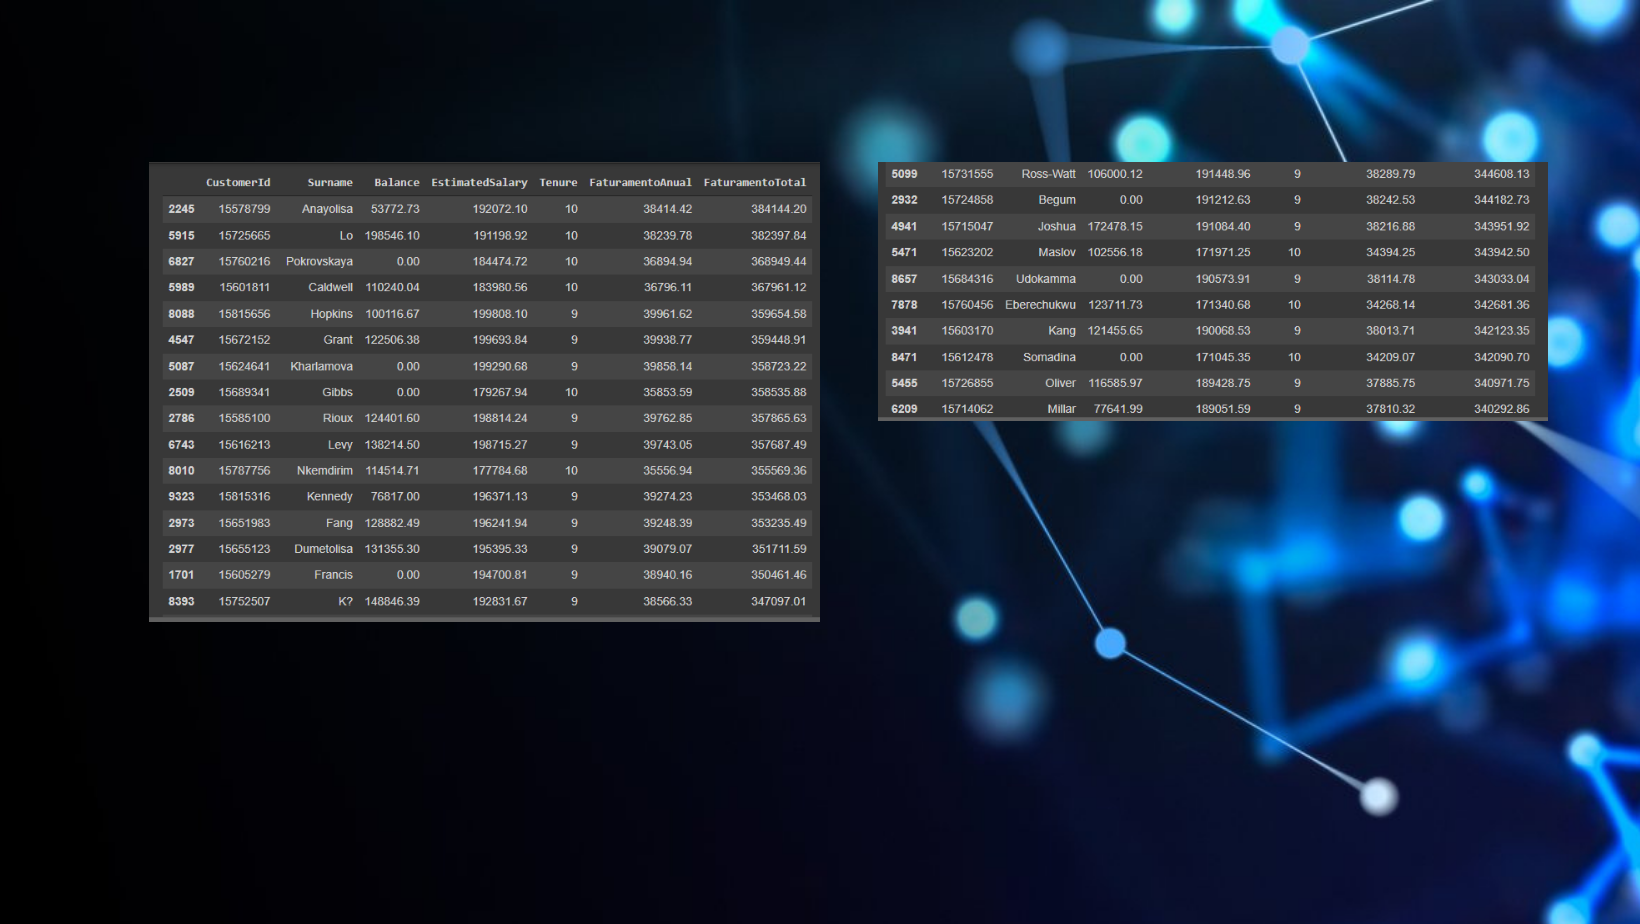 CustomerId Surname Balance EstimatedSalary Tenure FaturamentoAnual FaturamentoTotal
2245 15578799 Anayolisa 53772.73 192072.10 10 38414.42 384144.20
5915 15725665 Lo 198546.10 191198.92 10 38239.78 382397.84
6827 15760216 Pokrovskaya 0.00 184474.72 10 36894.94 368949.44
5989 15601811 Caldwell 110240.04 183980.56 10 36796.11 367961.12
8088 15815656 Hopkins 100116.67 199808.10 9 39961.62 359654.58
4547 15672152 Grant 122506.38 199693.84 9 39938.77 359448.91
5087 15624641 Kharlamova 0.00 199290.68 9 39858.14 358723.22
2509 15689341 Gibbs 0.00 179267.94 10 35853.59 358535.88
2786 15585100 Rioux 124401.60 198814.24 9 39762.85 357865.63
6743 15616213 Levy 138214.50 198715.27 9 39743.05 357687.49
8010 15787756 Nkemdirim 114514.71 177784.68 10 35556.94 355569.36
9323 15815316 Kennedy 76817.00 196371.13 9 39274.23 353468.03
2973 15651983 Fang 128882.49 196241.94 9 39248.39 353235.49
2977 15655123 Dumetolisa 131355.30 195395.33 9 39079.07 351711.59
1701 15605279 Francis 0.00 194700.81 9 38940.16 350461.46
8393 15752507 K? 148846.39 192831.67 9 38566.33 347097.01
5099 15731555 Ross-Watt 106000.12 191448.96 9 38289.79 344608.13
2932 15724858 Begum 0.00 191212.63 9 38242.53 344182.73
4941 15715047 Joshua 172478.15 191084.40 9 38216.88 343951.92
5471 15623202 Maslov 102556.18 171971.25 10 34394.25 343942.50
8657 15684316 Udokamma 0.00 190573.91 9 38114.78 343033.04
7878 15760456 Eberechukwu 123711.73 171340.68 10 34268.14 342681.36
3941 15603170 Kang 121455.65 190068.53 9 38013.71 342123.35
8471 15612478 Somadina 0.00 171045.35 10 34209.07 342090.70
5455 15726855 Oliver 116585.97 189428.75 9 37885.75 340971.75
6209 15714062 Millar 77641.99 189051.59 9 37810.32 340292.86